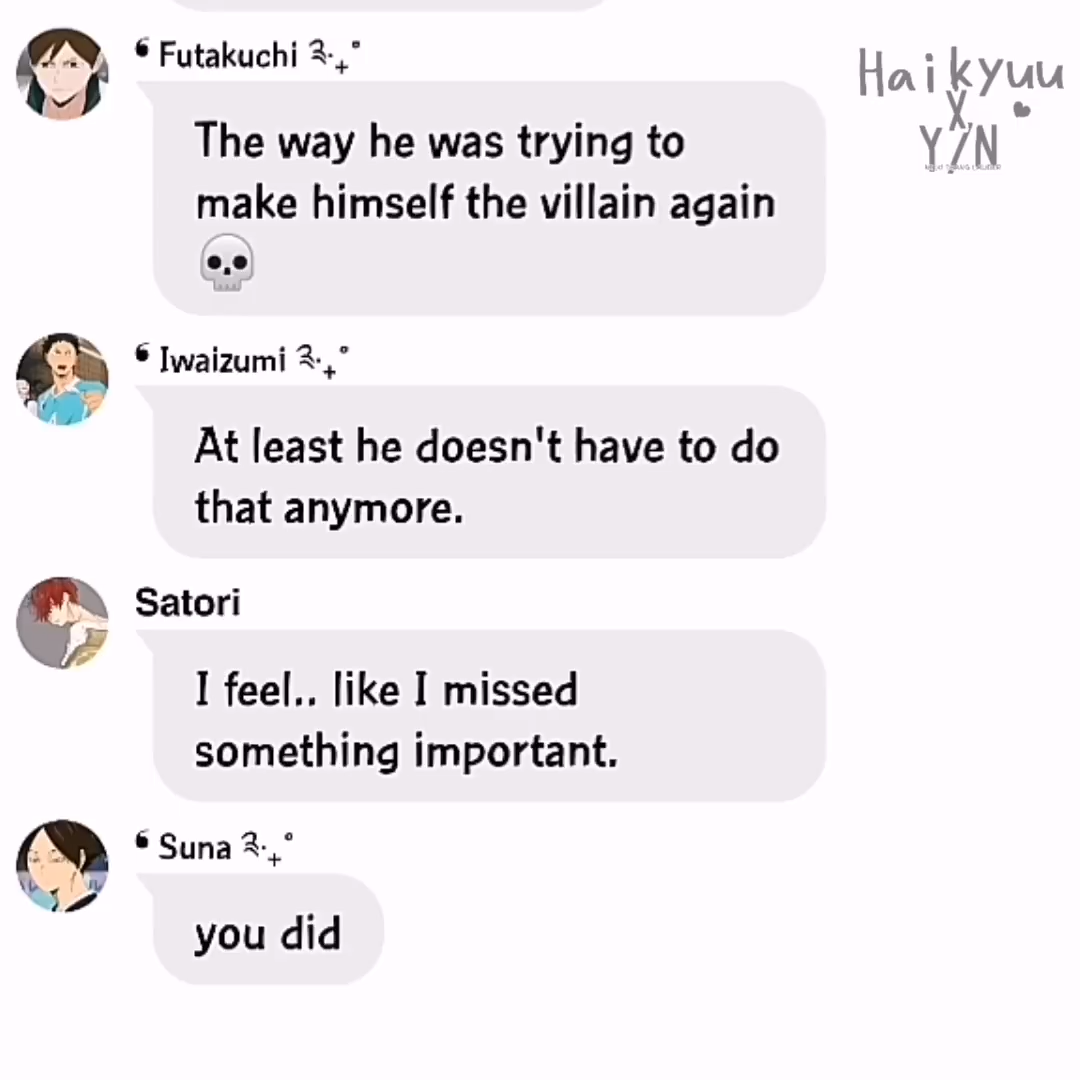 ❛ Futakuchi ༉‧₊˚
The way he was trying to
make himself the villain again
💀
❛ Iwaizumi ༉‧₊˚
At least he doesn't have to do
that anymore.
Satori
I feel.. like I missed
something important.
❛ Suna ༉‧₊˚
you did
Haikyuu
X
Y/N